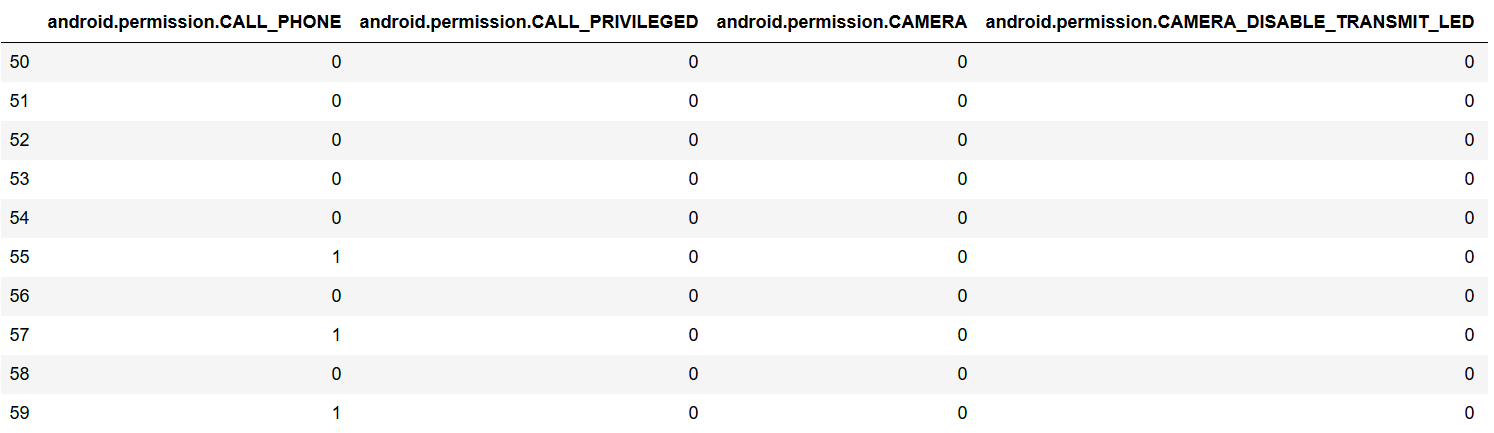 android.permission.CALL_PHONE android.permission.CALL_PRIVILEGED android.permission.CAMERA android.permission.CAMERA_DISABLE_TRANSMIT_LED
50 0 0 0 0
51 0 0 0 0
52 0 0 0 0
53 0 0 0 0
54 0 0 0 0
55 1 0 0 0
56 0 0 0 0
57 1 0 0 0
58 0 0 0 0
59 1 0 0 0